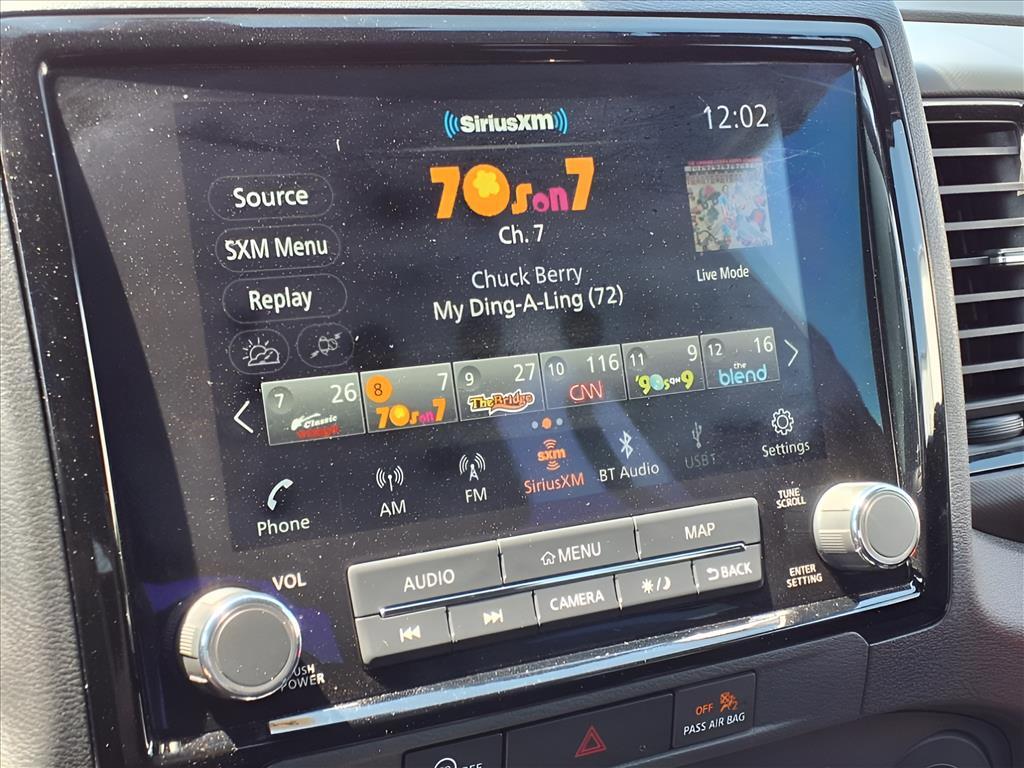 SiriusXM
12:02
Source
70s on 7
Ch. 7
SXM Menu
Chuck Berry
Live Mode
Replay
My Ding-A-Ling (72)
7 26
Classic
8 7
70s on 7
9 27
The Bridge
10 116
CNN
11 9
'90s ON 9
12 16
the
blend
Phone
AM
FM
sxm
SiriusXM
BT Audio
USB1
Settings
TUNE
SCROLL
VOL
AUDIO
MENU
MAP
CAMERA
BACK
ENTER
SETTING
PUSH
POWER
OFF
PASS AIR BAG
OFF